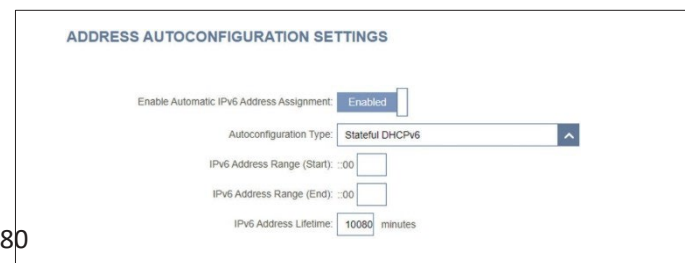 ADDRESS AUTOCONFIGURATION SETTINGS
Enable Automatic IPv6 Address Assignment: Enabled
Autoconfiguration Type: Stateful DHCPv6
IPv6 Address Range (Start): ::00
IPv6 Address Range (End): ::00
IPv6 Address Lifetime: 10080 minutes
80